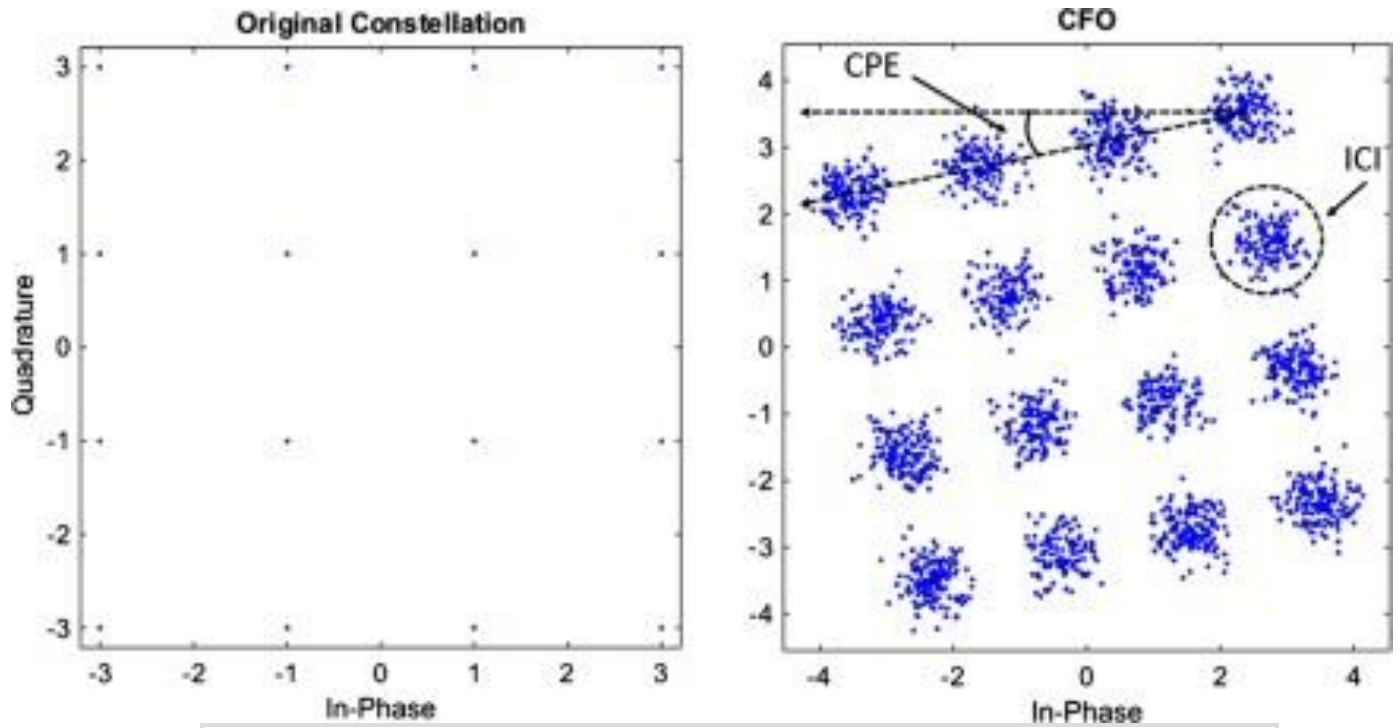 Original Constellation
3
2
1
0
-1
-2
-3
Quadrature
-3 -2 -1 0 1 2 3
In-Phase
CFO
CPE
ICI
4
3
2
1
0
-1
-2
-3
-4
-4 -2 0 2 4
In-Phase